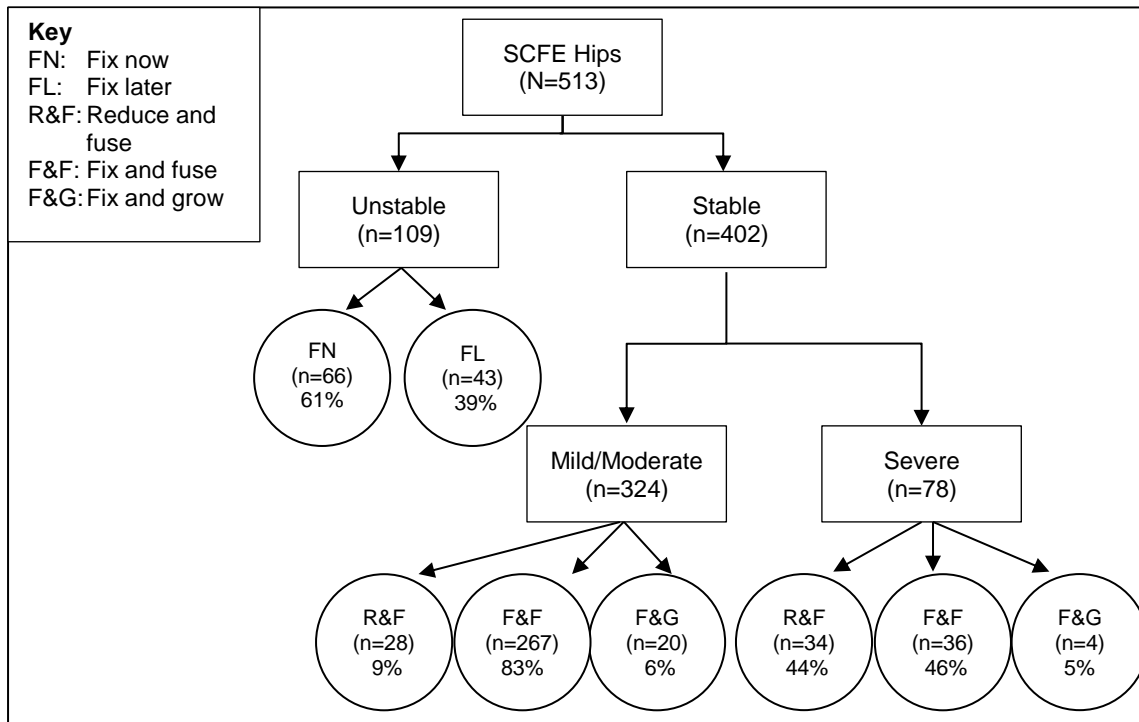 Key
FN: Fix now
FL: Fix later
R&F: Reduce and
fuse
F&F: Fix and fuse
F&G: Fix and grow
SCFE Hips
(N=513)
Unstable
(n=109)
Stable
(n=402)
FN
(n=66)
61%
FL
(n=43)
39%
Mild/Moderate
(n=324)
Severe
(n=78)
R&F
(n=28)
9%
F&F
(n=267)
83%
F&G
(n=20)
6%
R&F
(n=34)
44%
F&F
(n=36)
46%
F&G
(n=4)
5%